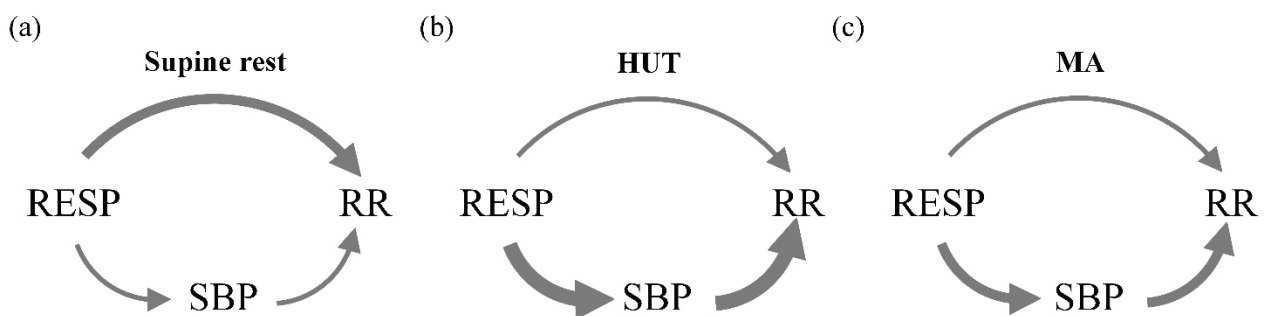 (a)
Supine rest
RESP
RR
SBP
(b)
HUT
RESP
RR
SBP
(c)
MA
RESP
RR
SBP